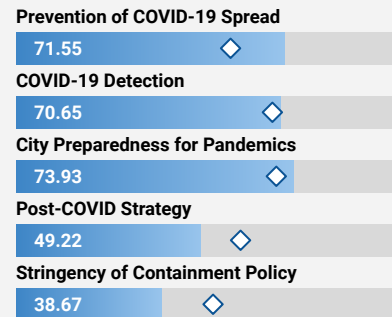 Prevention of COVID-19 Spread
71.55
COVID-19 Detection
70.65
City Preparedness for Pandemics
73.93
Post-COVID Strategy
49.22
Stringency of Containment Policy
38.67